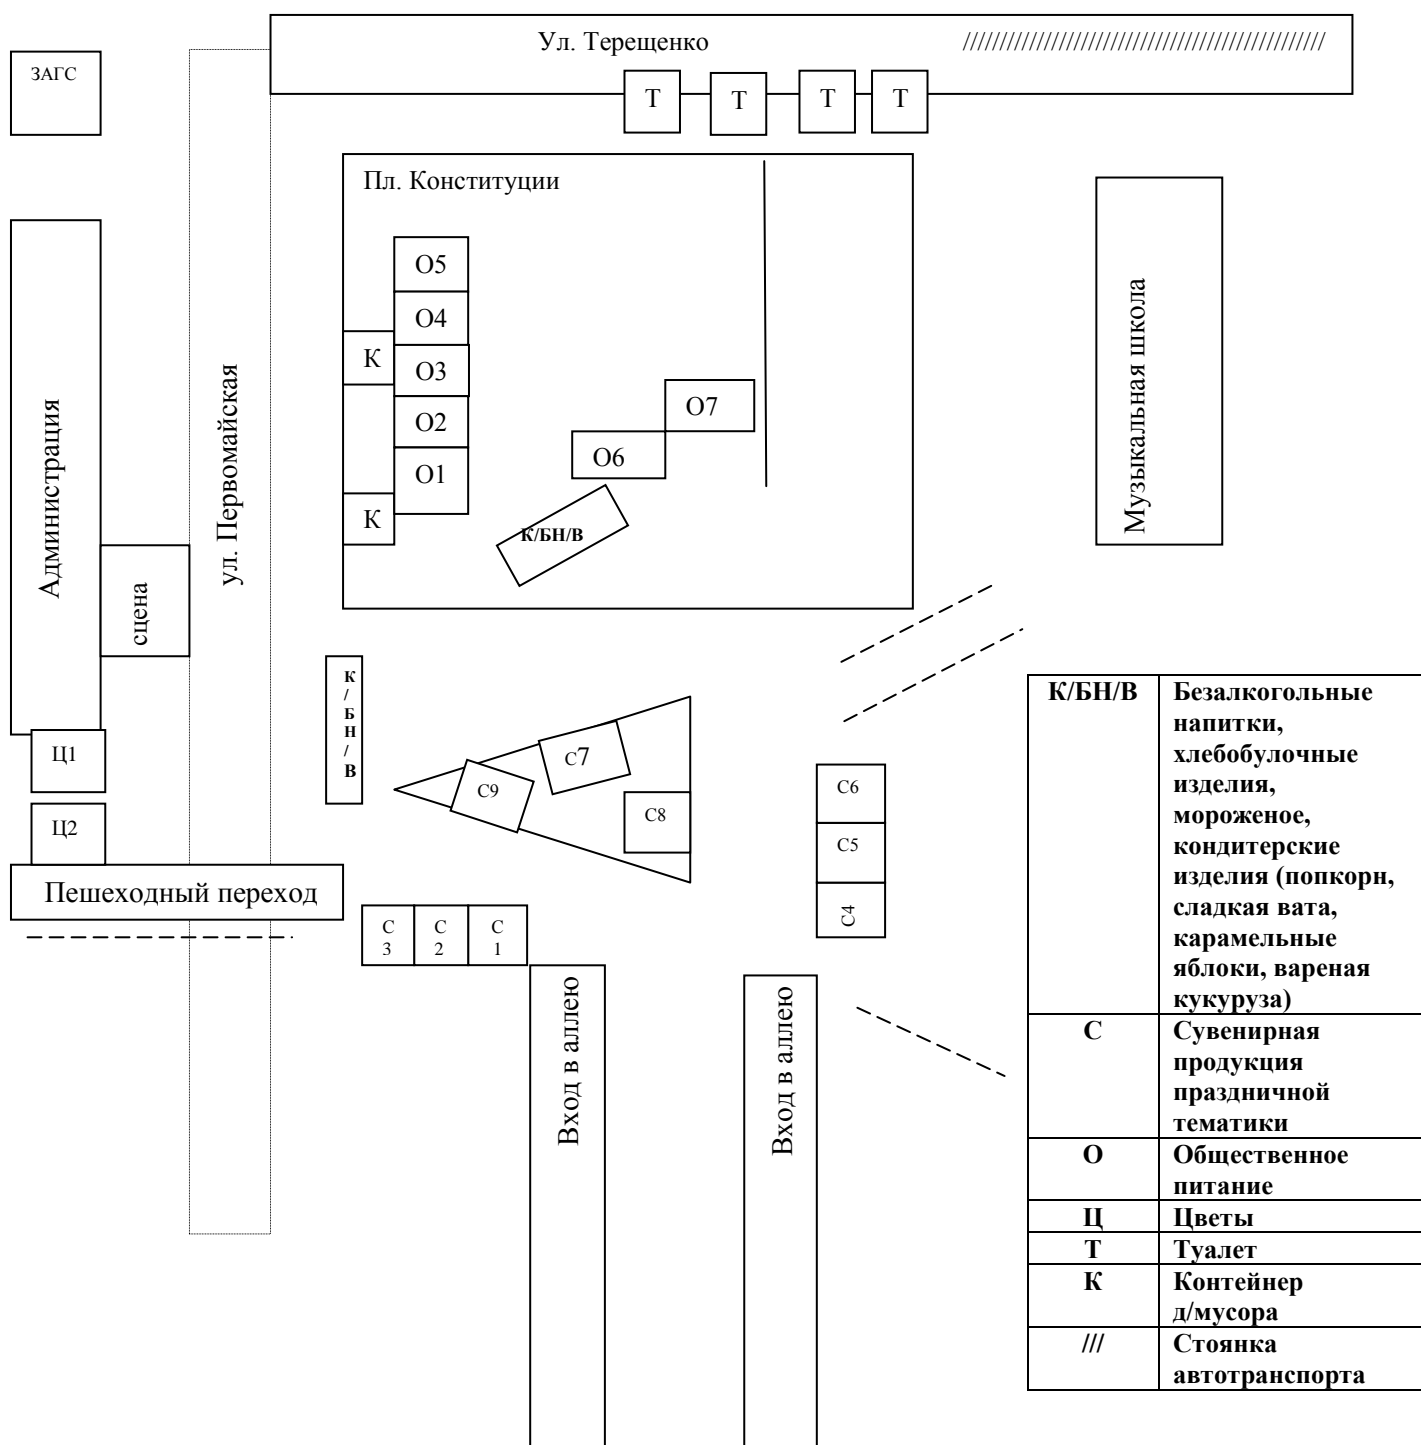 Ул. Терещенко
//////////////////////////////////////////////////
ЗАГС
Т
Т
Т
Т
Пл. Конституции
О5
О4
К
О3
О2
О1
К
О7
О6
К/БН/В
Музыкальная школа
Администрация
сцена
ул. Первомайская
К
/
Б
Н
/
В
Ц1
Ц2
Пешеходный переход
С7
С9
С8
С6
С5
С4
С
3
С
2
С
1
Вход в аллею
Вход в аллею
К/БН/В
Безалкогольные
напитки,
хлебобулочные
изделия,
мороженое,
кондитерские
изделия (попкорн,
сладкая вата,
карамельные
яблоки, вареная
кукуруза)
С
Сувенирная
продукция
праздничной
тематики
О
Общественное
питание
Ц
Цветы
Т
Туалет
К
Контейнер
д/мусора
///
Стоянка
автотранспорта